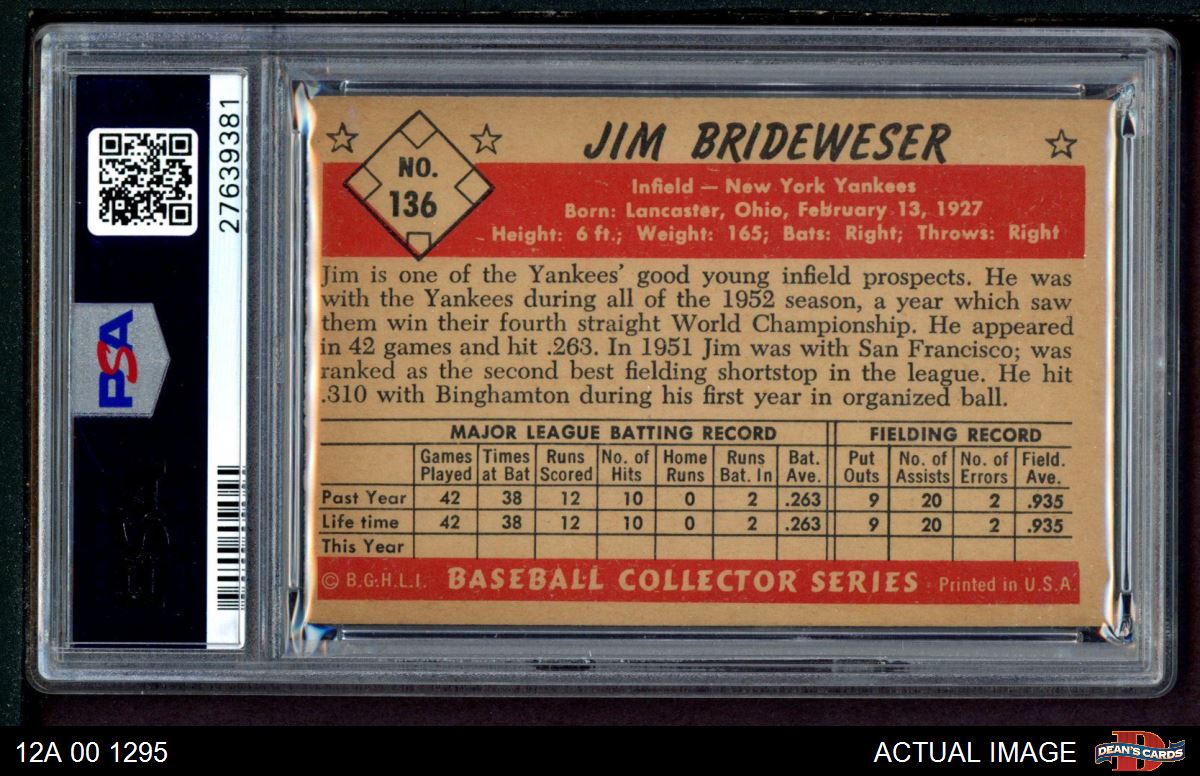 27639381
PSA
NO.
136
JIM BRIDEWESER
Infield — New York Yankees
Born: Lancaster, Ohio, February 13, 1927
Height: 6 ft.; Weight: 165; Bats: Right; Throws: Right
Jim is one of the Yankees' good young infield prospects. He was
with the Yankees during all of the 1952 season, a year which saw
them win their fourth straight World Championship. He appeared
in 42 games and hit .263. In 1951 Jim was with San Francisco; was
ranked as the second best fielding shortstop in the league. He hit
.310 with Binghamton during his first year in organized ball.
MAJOR LEAGUE BATTING RECORD FIELDING RECORD
Games Times Runs No. of Home Runs Bat. Put No. of No. of Field.
Played at Bat Scored Hits Runs Bat. In Ave. Outs Assists Errors Ave.
Past Year 42 38 12 10 0 2 .263 9 20 2 .935
Life time 42 38 12 10 0 2 .263 9 20 2 .935
This Year
© B.G.H.L.I. BASEBALL COLLECTOR SERIES Printed in U.S.A.
12A 00 1295
ACTUAL IMAGE
DEAN'S CARDS